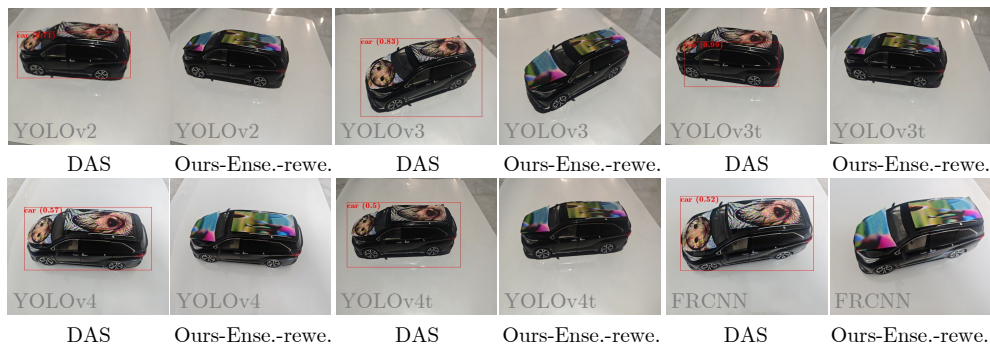 car (0.71)
YOLOv2
YOLOv2
car (0.83)
YOLOv3
YOLOv3
YOLOv3t
YOLOv3t
DAS
Ours-Ense.-rewe.
DAS
Ours-Ense.-rewe.
DAS
Ours-Ense.-rewe.
car (0.57)
YOLOv4
YOLOv4
car (0.5)
YOLOv4t
YOLOv4t
car (0.52)
FRCNN
FRCNN
DAS
Ours-Ense.-rewe.
DAS
Ours-Ense.-rewe.
DAS
Ours-Ense.-rewe.